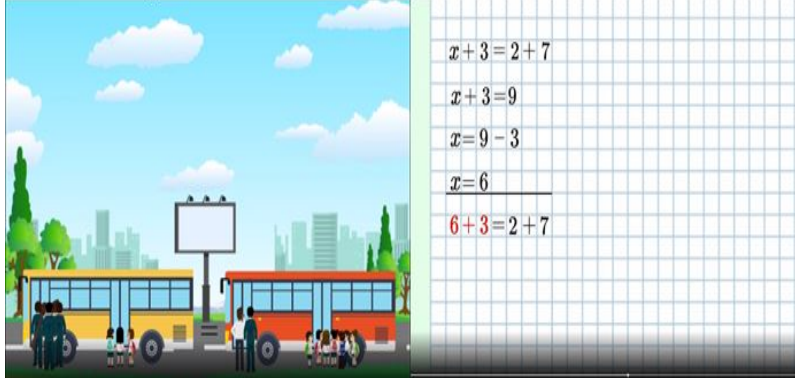 x + 3 = 2 + 7
x + 3 = 9
x = 9 - 3
x = 6
6 + 3 = 2 + 7